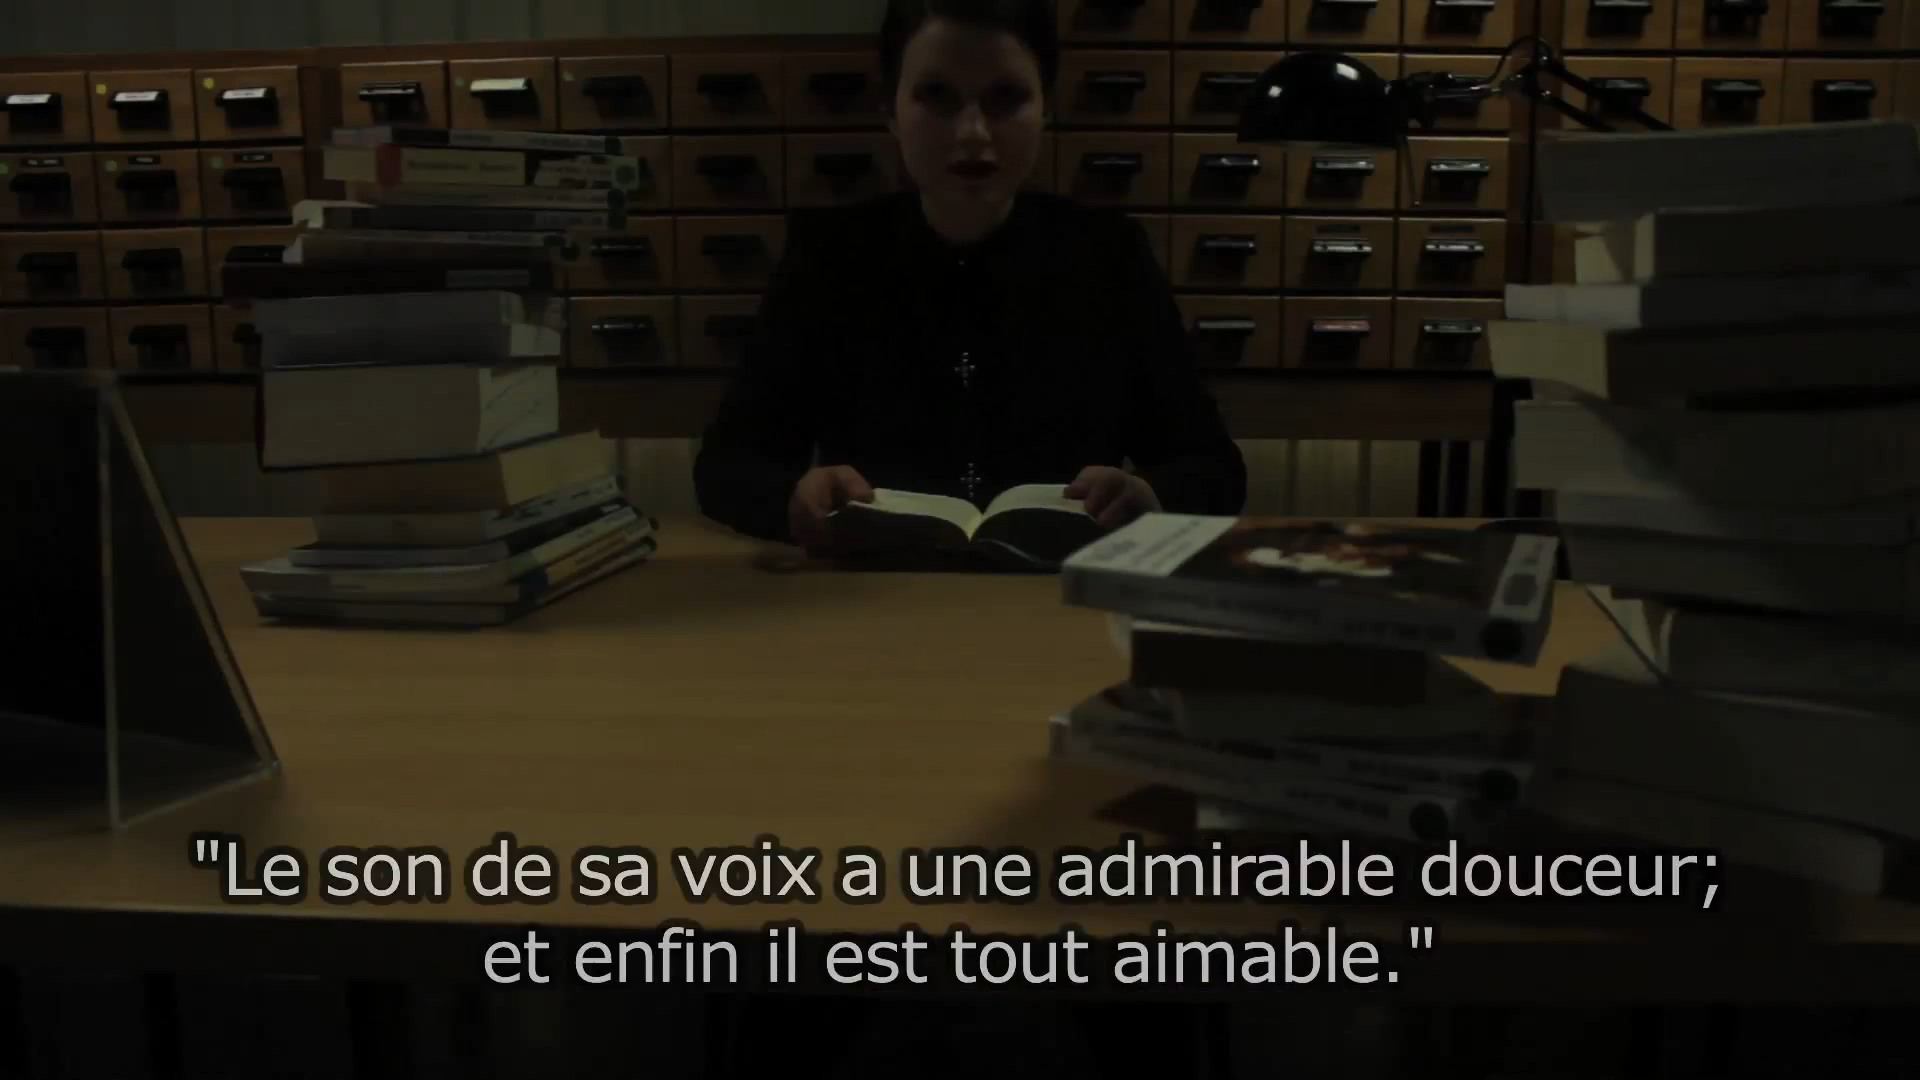 "Le son de sa voix a une admirable douceur;
et enfin il est tout aimable."